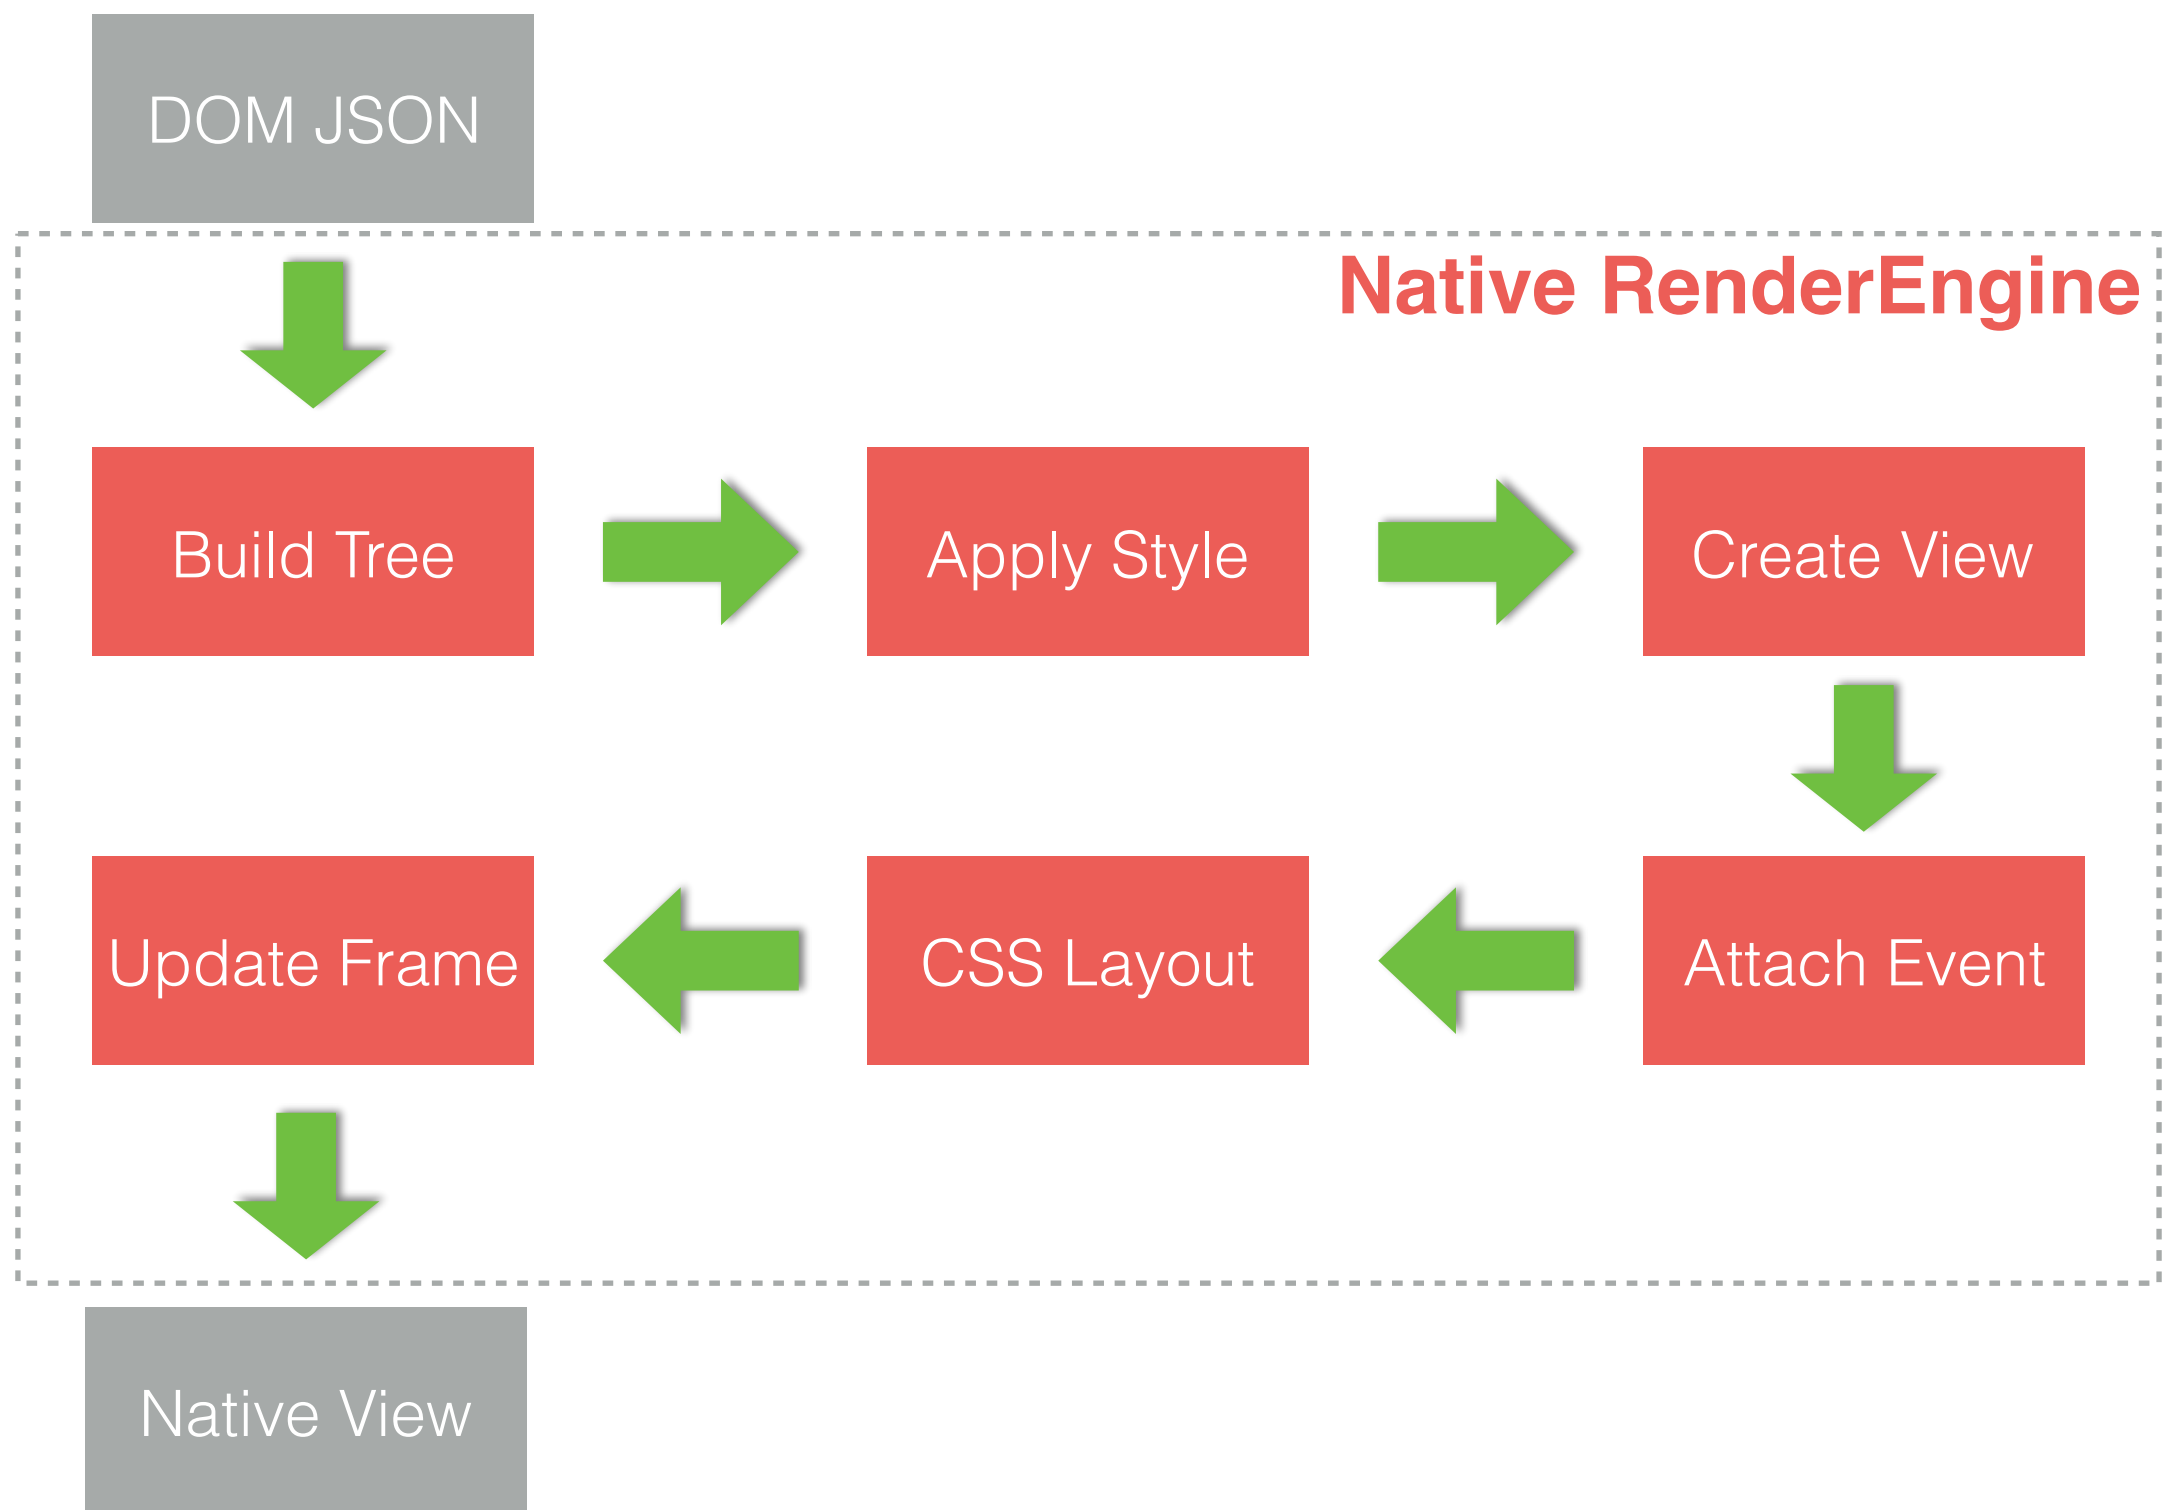 DOM JSON
Native RenderEngine
Build Tree
Apply Style
Create View
Update Frame
CSS Layout
Attach Event
Native View